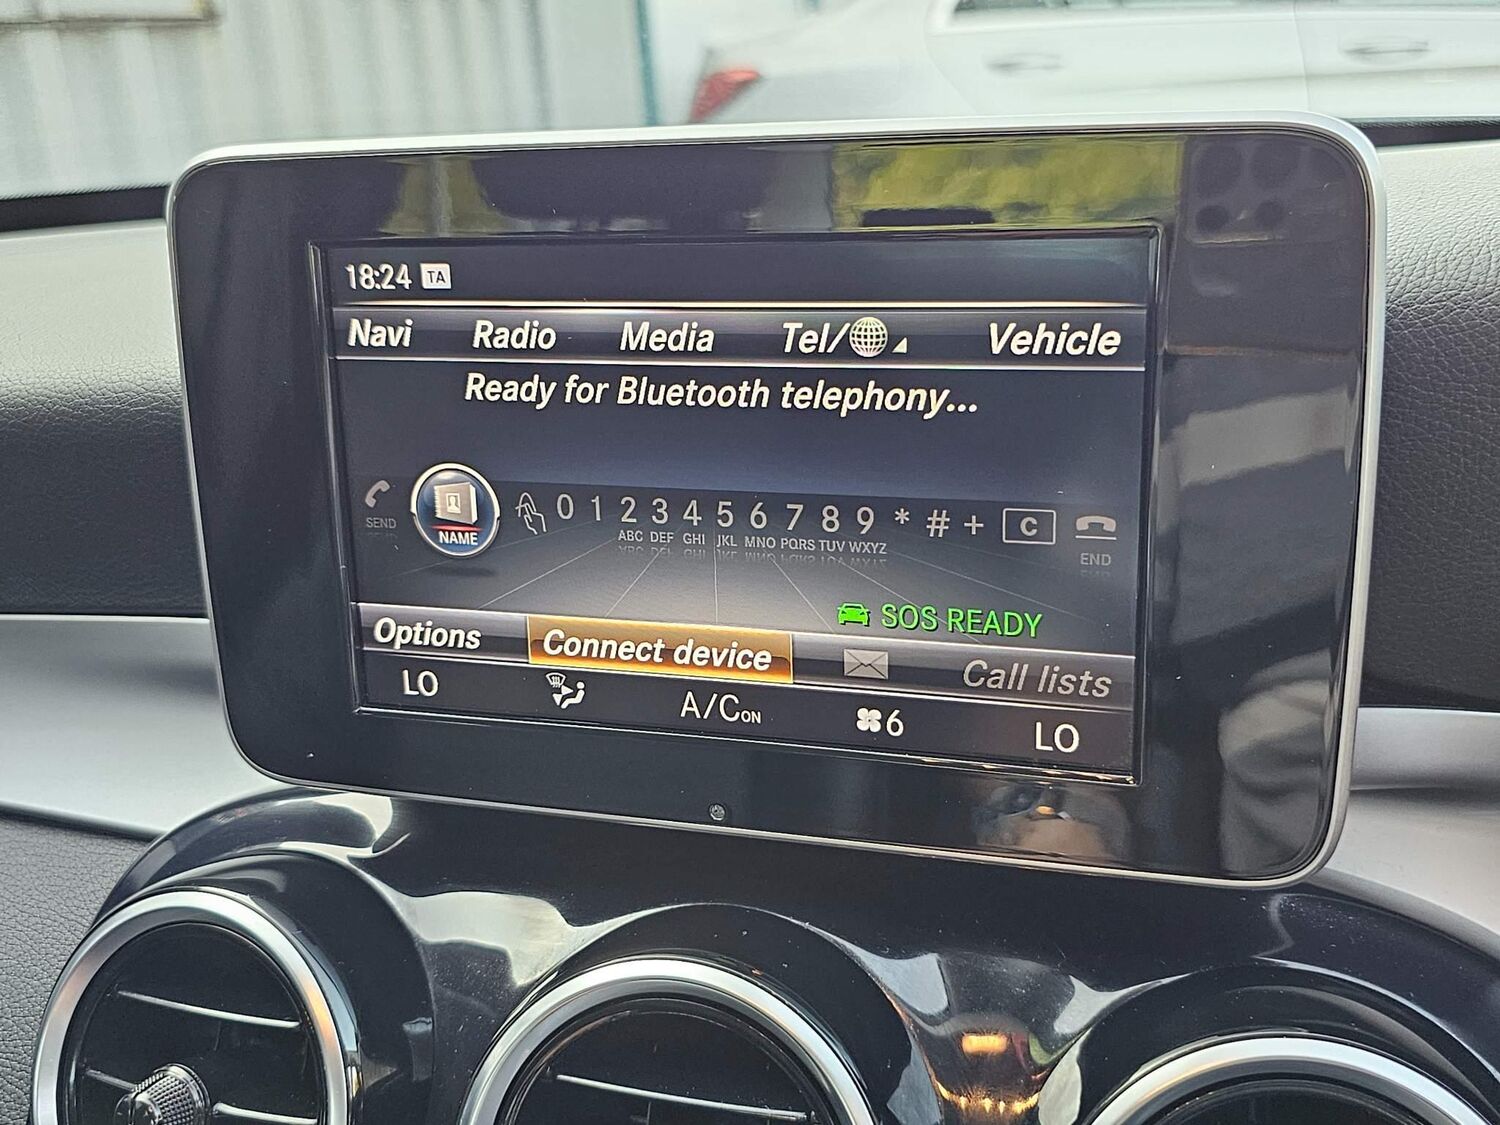 18:24 TA
Navi Radio Media Tel/ Vehicle
Ready for Bluetooth telephony...
SEND NAME 0 1 2 3 4 5 6 7 8 9 * # + C END
ABC DEF GHI JKL MNO PQRS TUV WXYZ
SOS READY
Options Connect device Call lists
LO A/C ON 6 LO